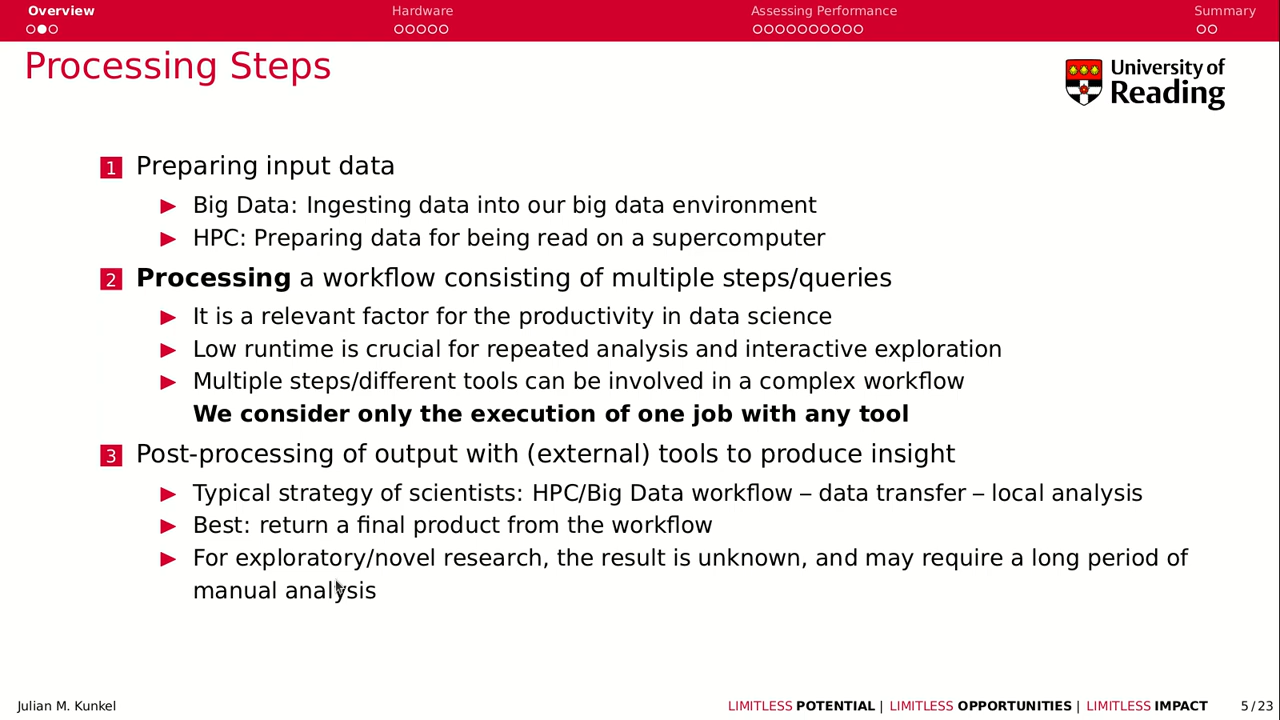 Overview Hardware Assessing Performance Summary
Processing Steps
University of
Reading
1 Preparing input data
Big Data: Ingesting data into our big data environment
HPC: Preparing data for being read on a supercomputer
2 Processing a workflow consisting of multiple steps/queries
It is a relevant factor for the productivity in data science
Low runtime is crucial for repeated analysis and interactive exploration
Multiple steps/different tools can be involved in a complex workflow
We consider only the execution of one job with any tool
3 Post-processing of output with (external) tools to produce insight
Typical strategy of scientists: HPC/Big Data workflow – data transfer – local analysis
Best: return a final product from the workflow
For exploratory/novel research, the result is unknown, and may require a long period of
manual analysis
Julian M. Kunkel LIMITLESS POTENTIAL | LIMITLESS OPPORTUNITIES | LIMITLESS IMPACT 5 / 23